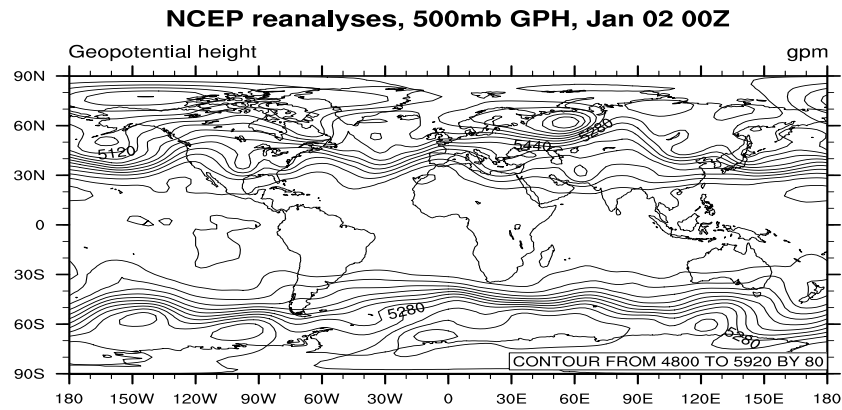 NCEP reanalyses, 500mb GPH, Jan 02 00Z
Geopotential height gpm
90N
60N
30N
0
30S
60S
90S
5120
5280
5440
5280
5280
CONTOUR FROM 4800 TO 5920 BY 80
180 150W 120W 90W 60W 30W 0 30E 60E 90E 120E 150E 180